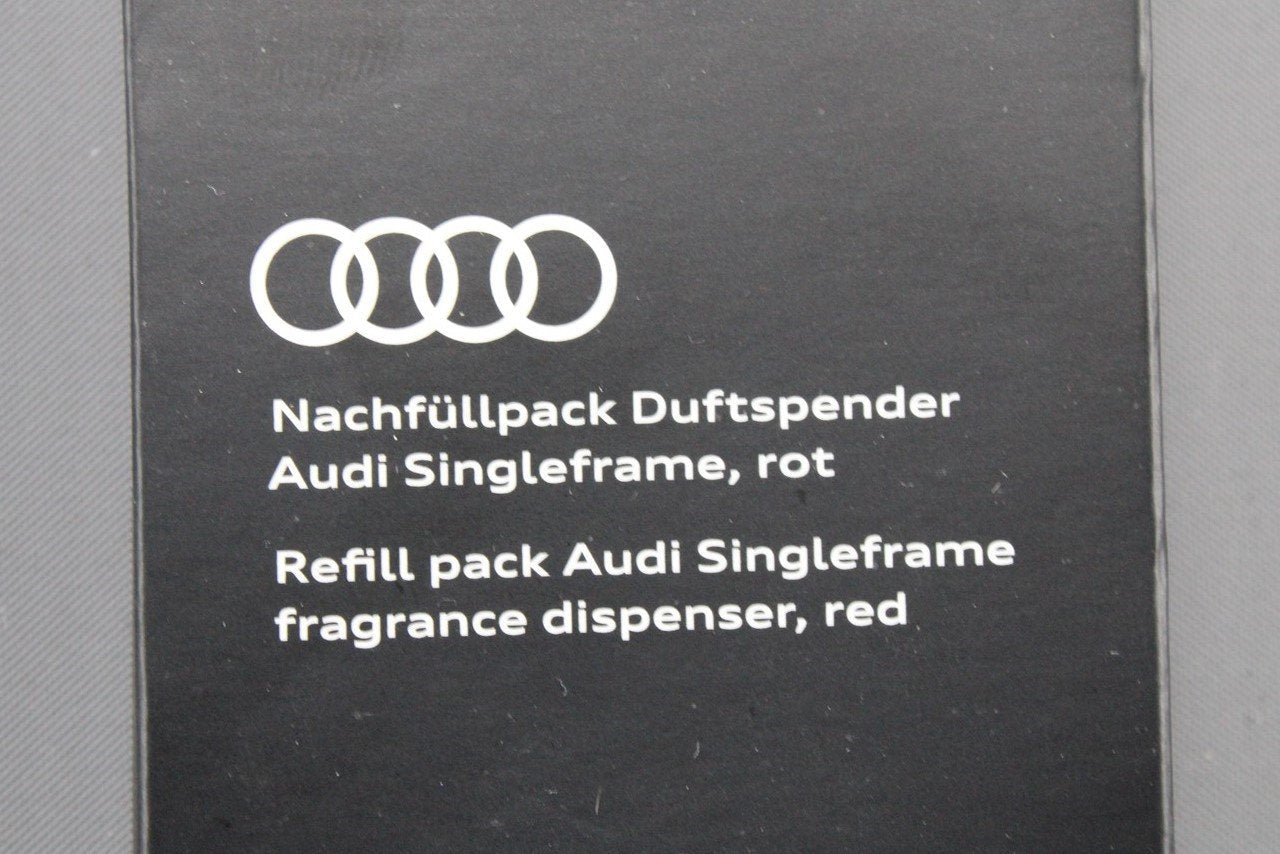 Nachfüllpack Duftspender
Audi Singleframe, rot
Refill pack Audi Singleframe
fragrance dispenser, red